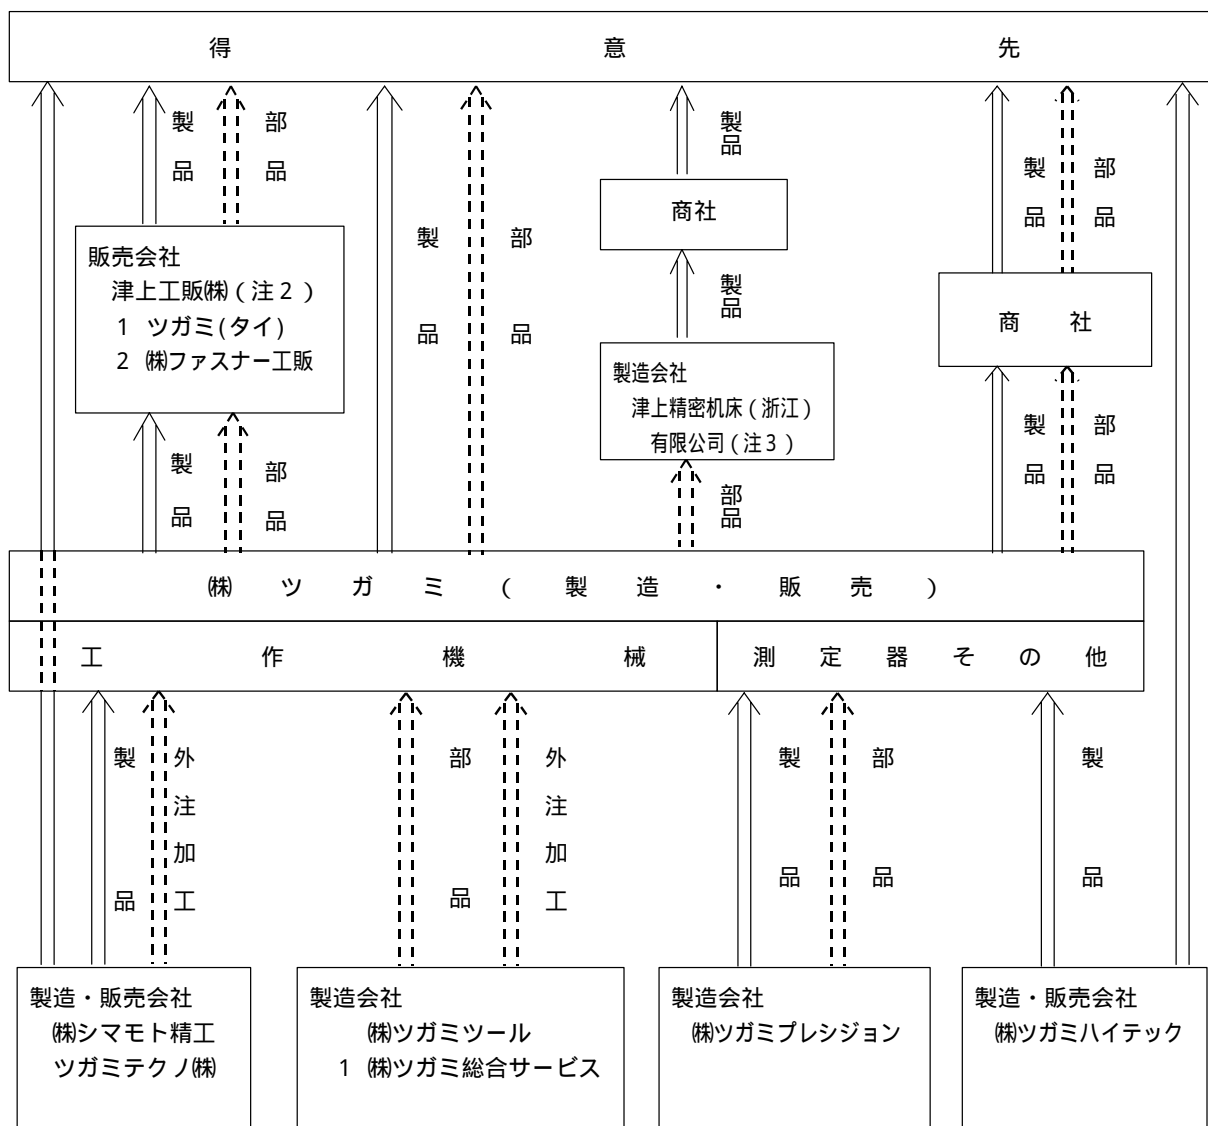 得意先
製品
部品
製品
部品
製品
製品
部品
販売会社
津上工販㈱(注2)
1 ツガミ(タイ)
2 ㈱ファスナー工販
商社
製品
商社
製造会社
津上精密机床(浙江)
有限公司(注3)
製品
部品
部品
製品
部品
㈱ツガミ(製造・販売)
工作機械
測定器その他
製品
外注加工
部品
外注加工
製品
部品
製品
製造・販売会社
㈱シマモト精工
ツガミテクノ㈱
製造会社
㈱ツガミツール
1 ㈱ツガミ総合サービス
製造会社
㈱ツガミプレシジョン
製造・販売会社
㈱ツガミハイテック